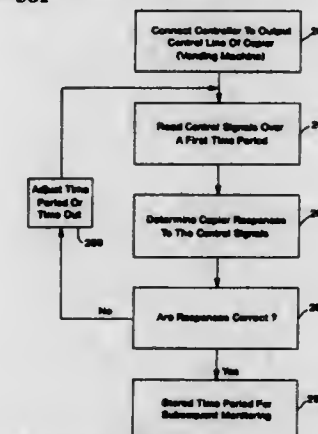 Connect Controller To Output
Control Line Of Copier
(Vending Machine)
Read Control Signals Over
A First Time Period
Adjust Time
Period Or
Time Out
Determine Copier Responses
To The Control Signals
No
Are Responses Correct ?
Yes
Stored Time Period For
Subsequent Monitoring